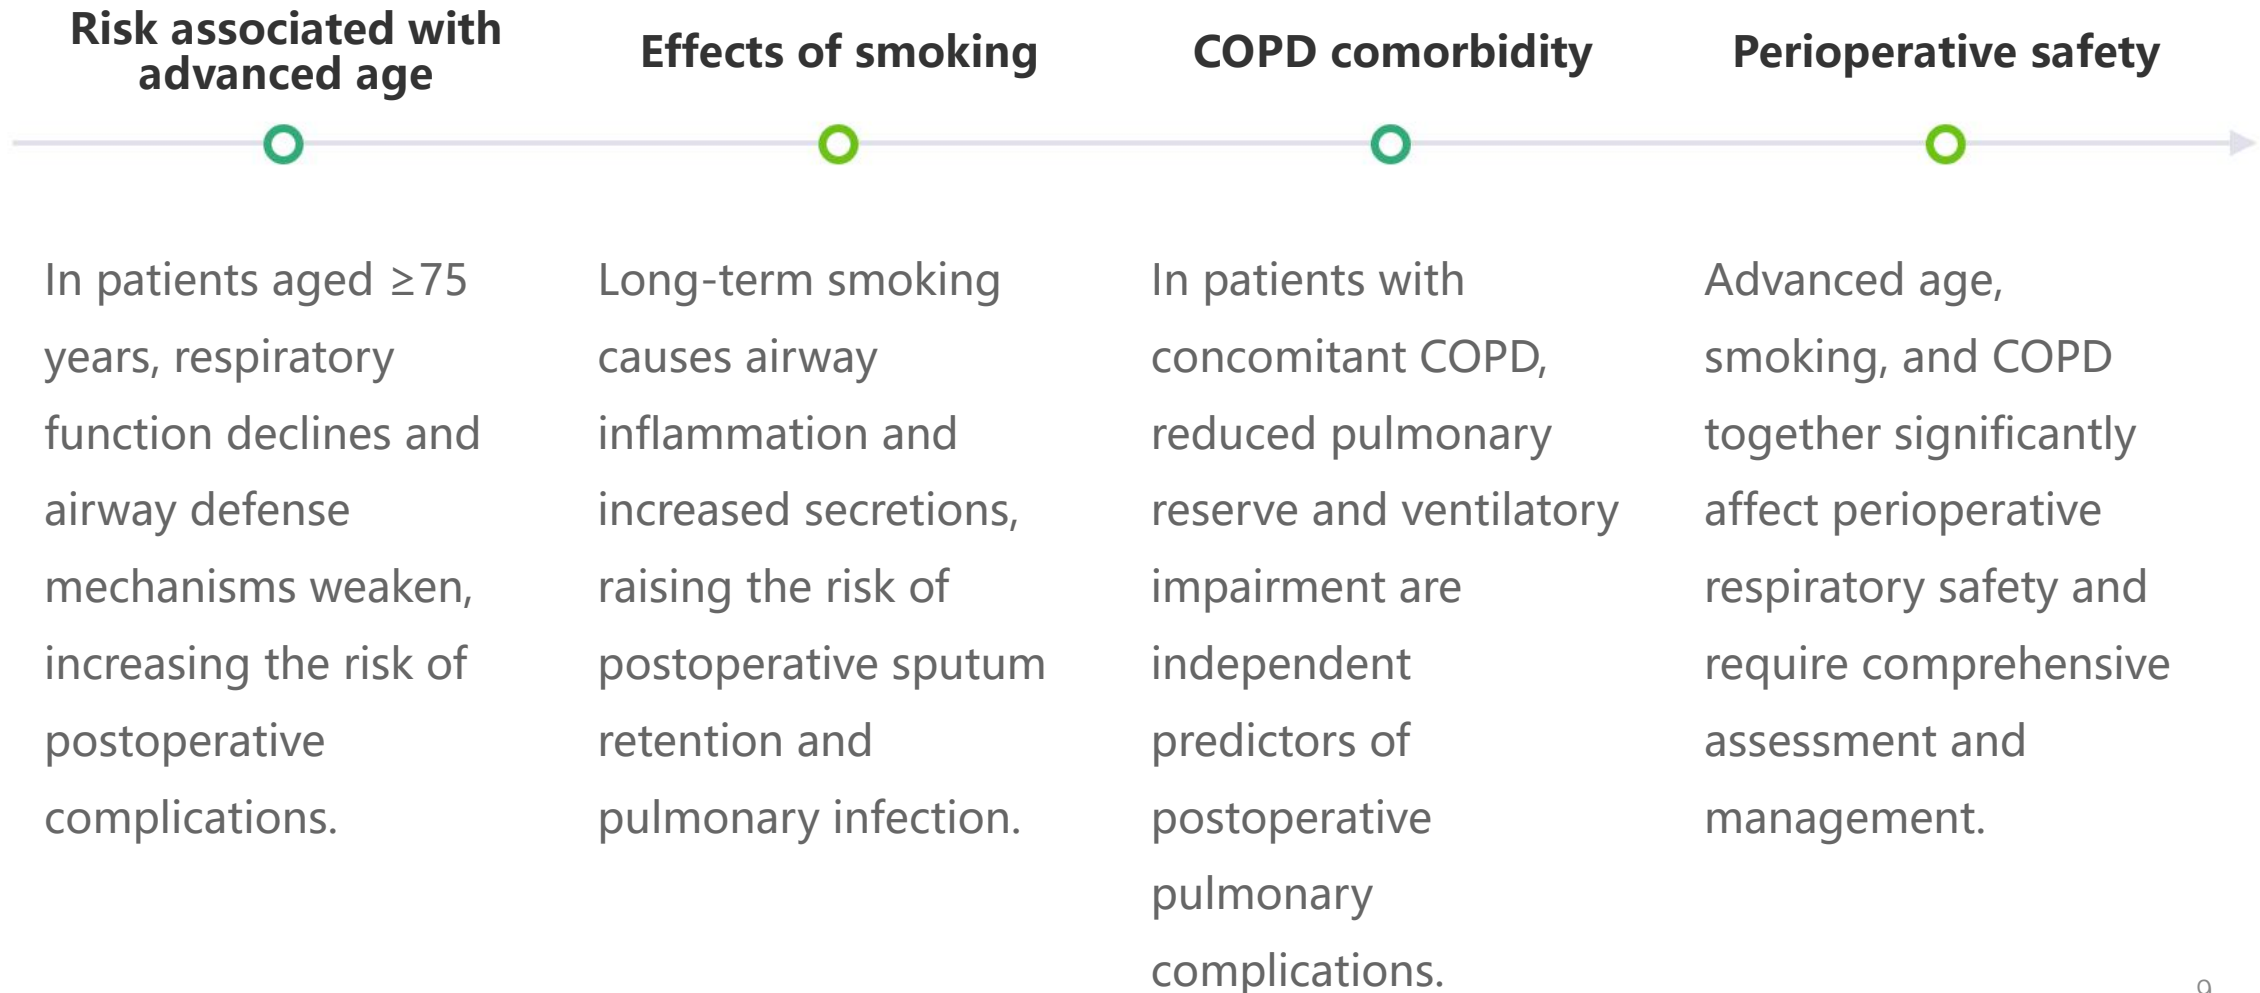 Risk associated with
advanced age
Effects of smoking
COPD comorbidity
Perioperative safety
In patients aged ≥75
years, respiratory
function declines and
airway defense
mechanisms weaken,
increasing the risk of
postoperative
complications.
Long-term smoking
causes airway
inflammation and
increased secretions,
raising the risk of
postoperative sputum
retention and
pulmonary infection.
In patients with
concomitant COPD,
reduced pulmonary
reserve and ventilatory
impairment are
independent
predictors of
postoperative
pulmonary
complications.
Advanced age,
smoking, and COPD
together significantly
affect perioperative
respiratory safety and
require comprehensive
assessment and
management.
9